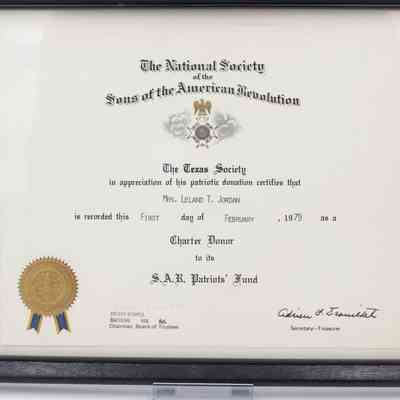 The National Society
of the
Sons of the American Revolution
The Texas Society
in appreciation of his patriotic donation certifies that
Mrs. Leland T. Jordan
is recorded this First day of February, 1979 as a
Charter Donor
to its
S.A.R. Patriots' Fund
Chairman, Board of Trustees
Secretary-Treasurer